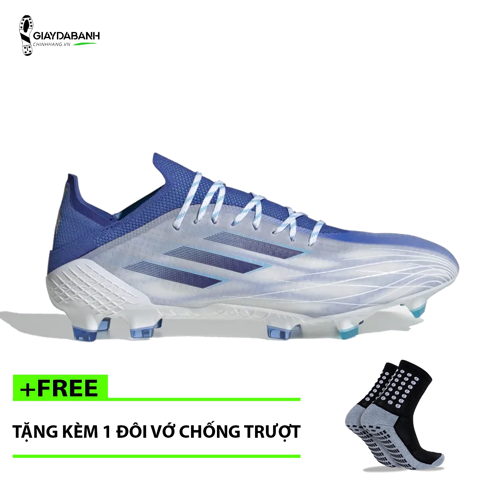 GIAYDABANH
CHINHHANG.VN
+FREE
TẶNG KÈM 1 ĐÔI VỚ CHỐNG TRƯỢT